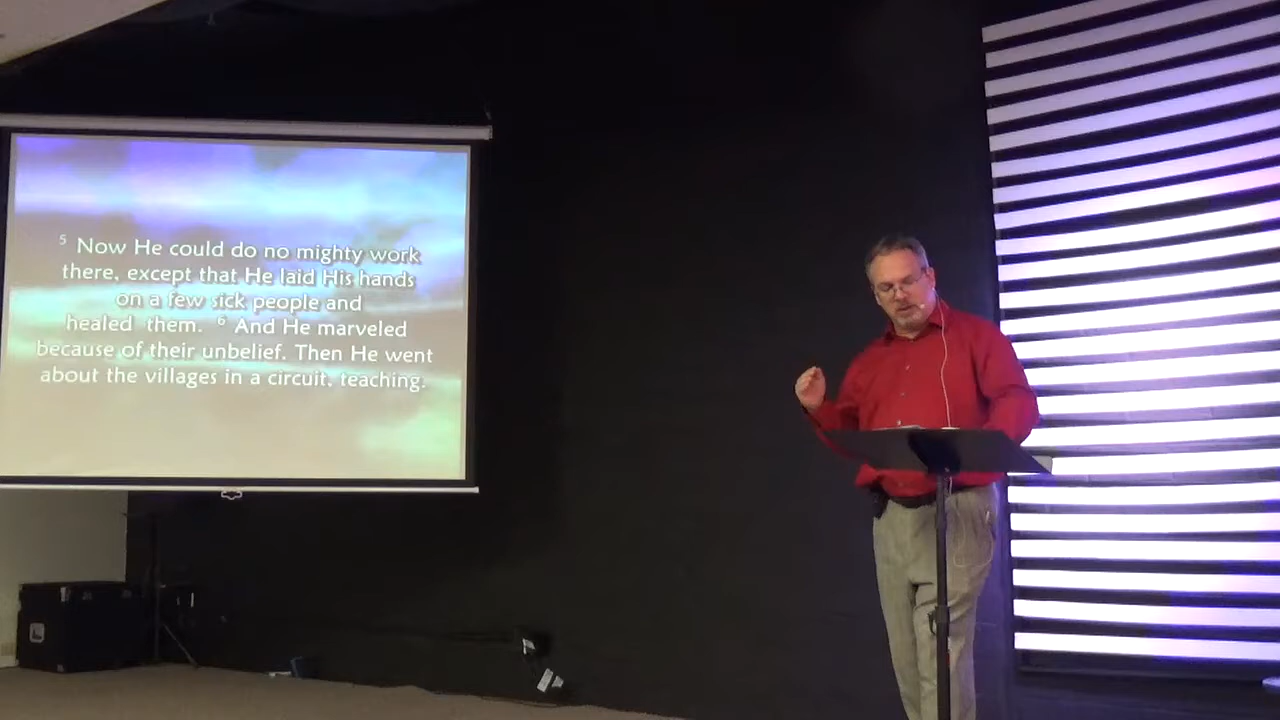 5 Now He could do no mighty work
there, except that He laid His hands
on a few sick people and
healed them. 6 And He marveled
because of their unbelief. Then He went
about the villages in a circuit, teaching.